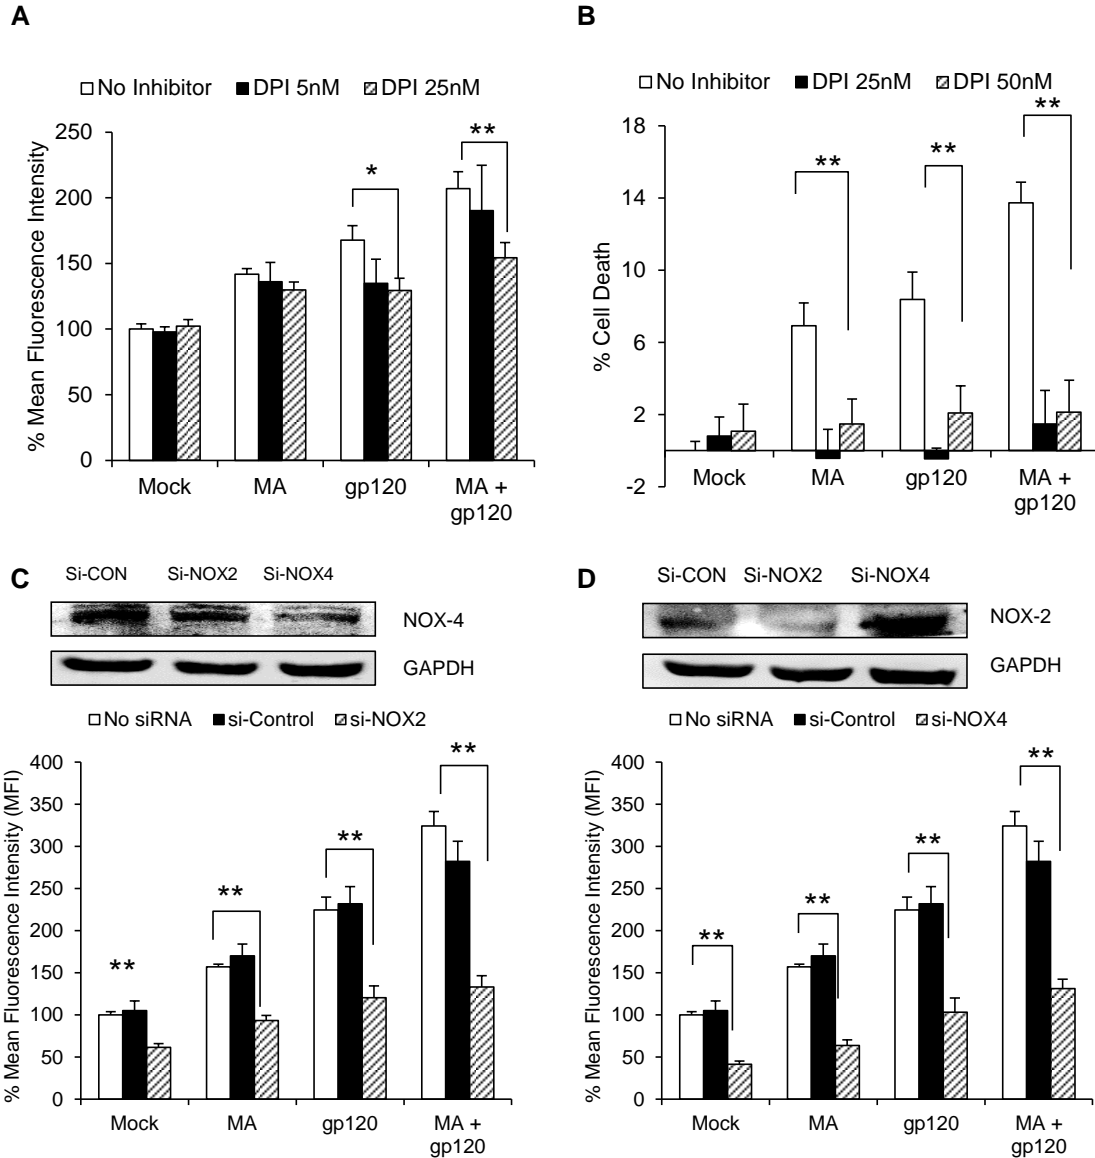 A
No Inhibitor DPI 5nM DPI 25nM
% Mean Fluorescence Intensity
250
200
150
100
50
0
*
**
Mock MA gp120 MA +
gp120
B
No Inhibitor DPI 25nM DPI 50nM
% Cell Death
18
14
10
6
2
-2
**
**
**
Mock MA gp120 MA +
gp120
C
Si-CON Si-NOX2 Si-NOX4
NOX-4
GAPDH
No siRNA si-Control si-NOX2
% Mean Fluorescence Intensity (MFI)
400
350
300
250
200
150
100
50
0
**
**
**
**
Mock MA gp120 MA +
gp120
D
Si-CON Si-NOX2 Si-NOX4
NOX-2
GAPDH
No siRNA si-Control si-NOX4
% Mean Fluorescence Intensity (MFI)
400
350
300
250
200
150
100
50
0
**
**
**
**
Mock MA gp120 MA +
gp120